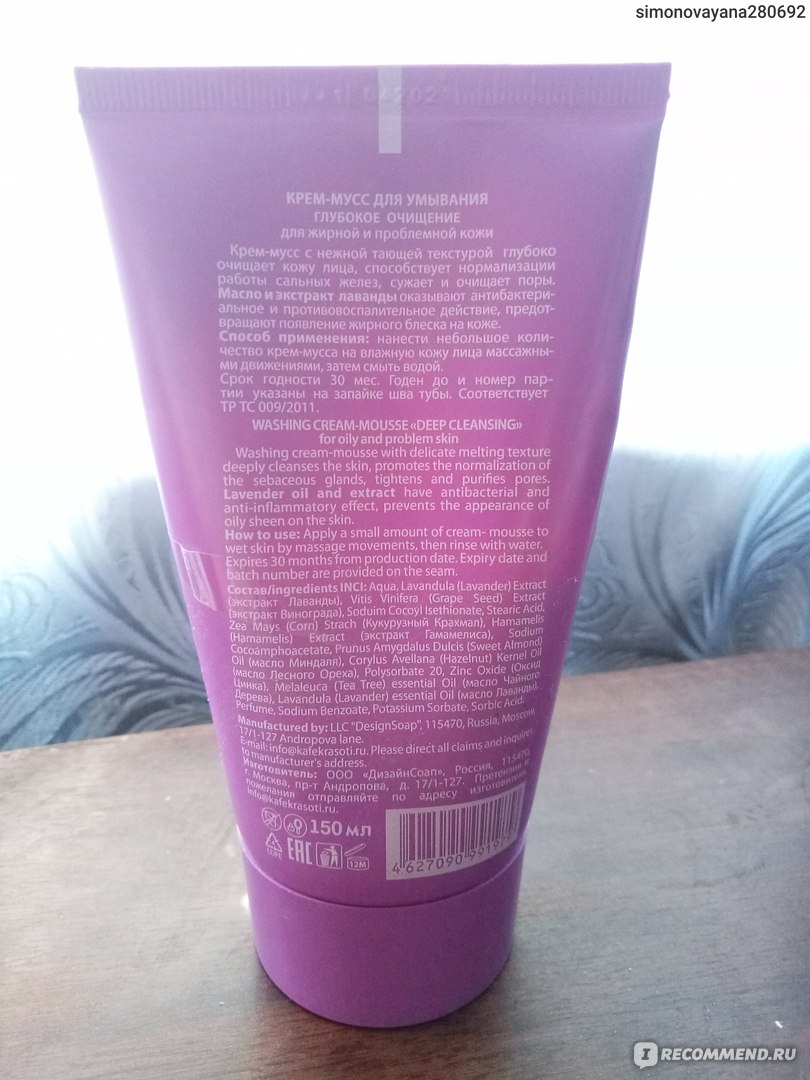 simonovayana280692
КРЕМ-МУСС ДЛЯ УМЫВАНИЯ
ГЛУБОКОЕ ОЧИЩЕНИЕ
для жирной и проблемной кожи
Крем-мусс с нежной тающей текстурой глубоко
очищает кожу лица, способствует нормализации
работы сальных желез, сужает и очищает поры.
Масло и экстракт лаванды оказывают антибактери-
альное и противовоспалительное действие, предот-
вращают появление жирного блеска на коже.
Способ применения: нанести небольшое коли-
чество крем-мусса на влажную кожу лица массажны-
ми движениями, затем смыть водой.
Срок годности 30 мес. Годен до и номер пар-
тии указаны на запайке шва тубы. Соответствует
ТР ТС 009/2011.
WASHING CREAM-MOUSSE «DEEP CLEANSING»
for oily and problem skin
Washing cream-mousse with delicate melting texture
deeply cleanses the skin, promotes the normalization of
the sebaceous glands, tightens and purifies pores.
Lavender oil and extract have antibacterial and
anti-inflammatory effect, prevents the appearance of
oily sheen on the skin.
How to use: Apply a small amount of cream- mousse to
wet skin by massage movements, then rinse with water.
Expires 30 months from production date. Expiry date and
batch number are provided on the seam.
Состав/ingredients INCI: Aqua, Lavandula (Lavander) Extract
(экстракт Лаванды), Vitis Vinifera (Grape Seed) Extract
(экстракт Винограда), Soduim Cocoyl Isethionate, Stearic Acid,
Zea Mays (Corn) Strach (Кукурузный Крахмал), Hamamelis
(Hamamelis) Extract (экстракт Гамамелиса), Sodium
Cocoamphoacetate, Prunus Amygdalus Dulcis (Sweet Almond)
Oil (масло Миндаля), Corylus Avellana (Hazelnut) Kernel Oil
(масло Лесного Ореха), Polysorbate 20, Zinc Oxide (Оксид
Цинка), Melaleuca (Tea Tree) essential Oil (масло Чайного
Дерева), Lavandula (Lavander) essential Oil (масло Лаванды),
Perfume, Sodium Benzoate, Potassium Sorbate, Sorbic Acid.
Manufactured by: LLC "DesignSoap", 115470, Russia, Moscow,
17/1-127 Andropova lane.
E-mail: info@kafekrasoti.ru. Please direct all claims and inquires
to manufacturer's address.
Изготовитель: ООО «ДизайнСоап», Россия, 115470,
г. Москва, пр-т Андропова, д. 17/1-127. Претензии и
пожелания отправляйте по адресу изготовителя.
info@kafekrasoti.ru.
150 мл
EAC
12M
4 627090 9919
IRECOMMEND.RU